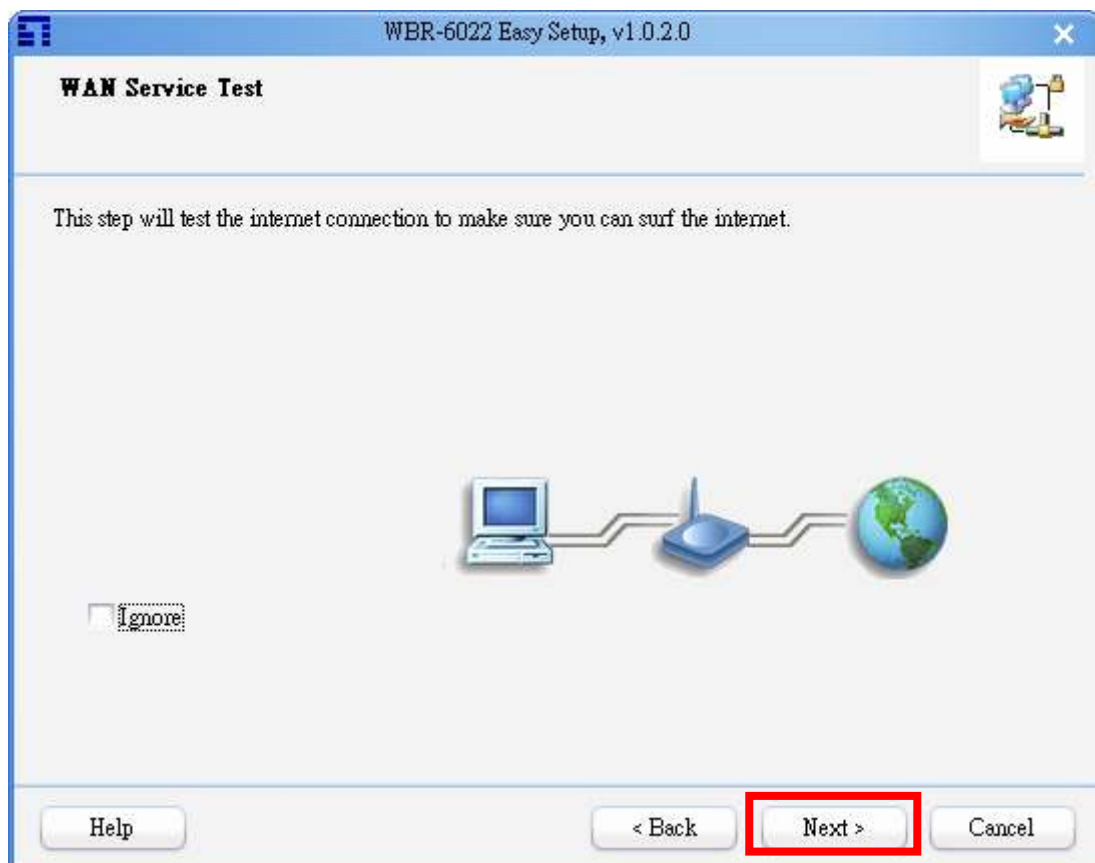 WBR-6022 Easy Setup, v1.0.2.0
WAN Service Test
This step will test the internet connection to make sure you can surf the internet.
Ignore
Help
< Back
Next >
Cancel